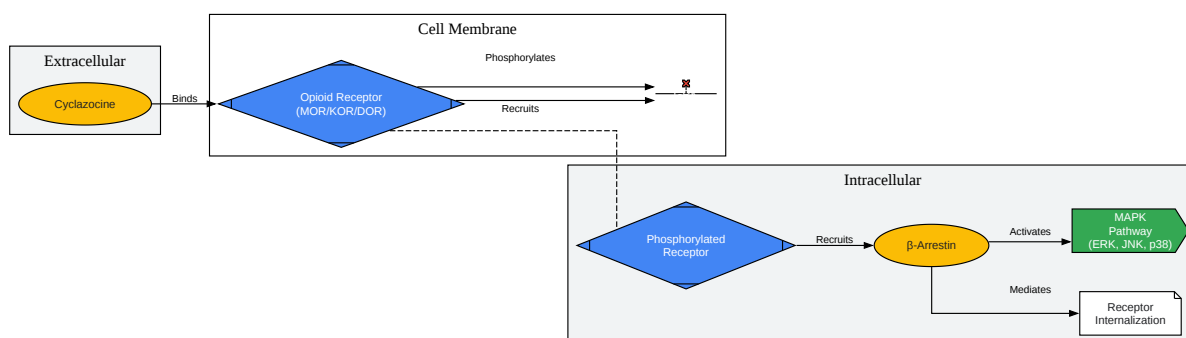 Cell Membrane
Extracellular
Phosphorylates
Cyclazocine
Binds
Opioid Receptor
(MOR/KOR/DOR)
Recruits
Intracellular
Phosphorylated
Receptor
Recruits
β-Arrestin
Activates
MAPK
Pathway
(ERK, JNK, p38)
Mediates
Receptor
Internalization